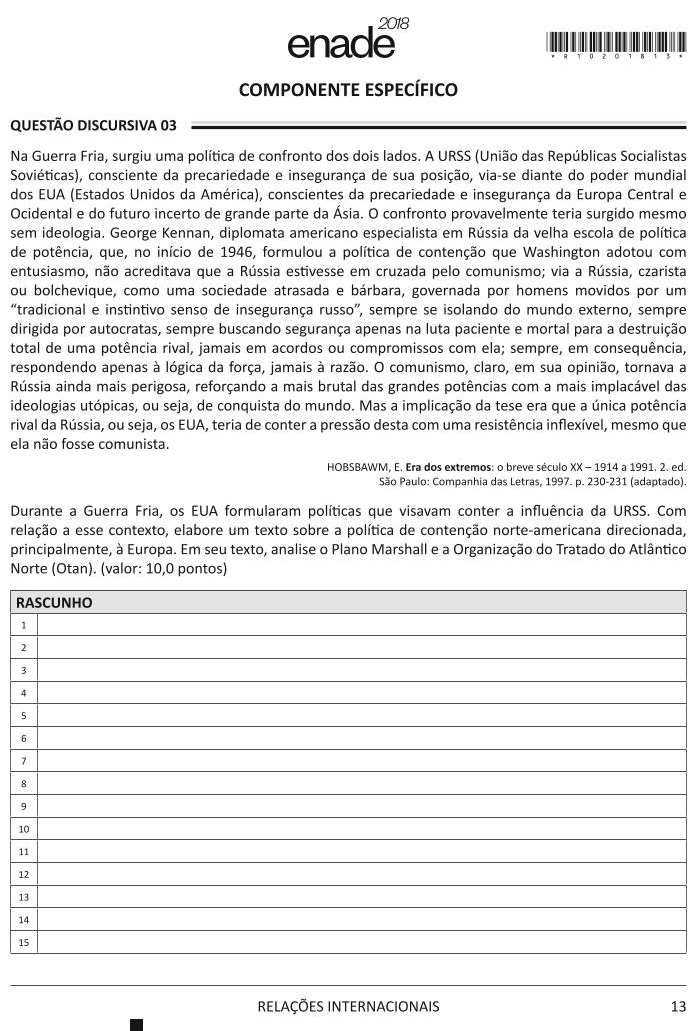 2018
enade
*R10201813*
COMPONENTE ESPECÍFICO
QUESTÃO DISCURSIVA 03
Na Guerra Fria, surgiu uma política de confronto dos dois lados. A URSS (União das Repúblicas Socialistas
Soviéticas), consciente da precariedade e insegurança de sua posição, via-se diante do poder mundial
dos EUA (Estados Unidos da América), conscientes da precariedade e insegurança da Europa Central e
Ocidental e do futuro incerto de grande parte da Ásia. O confronto provavelmente teria surgido mesmo
sem ideologia. George Kennan, diplomata americano especialista em Rússia da velha escola de política
de potência, que, no início de 1946, formulou a política de contenção que Washington adotou com
entusiasmo, não acreditava que a Rússia estivesse em cruzada pelo comunismo; via a Rússia, czarista
ou bolchevique, como uma sociedade atrasada e bárbara, governada por homens movidos por um
“tradicional e instintivo senso de insegurança russo”, sempre se isolando do mundo externo, sempre
dirigida por autocratas, sempre buscando segurança apenas na luta paciente e mortal para a destruição
total de uma potência rival, jamais em acordos ou compromissos com ela; sempre, em consequência,
respondendo apenas à lógica da força, jamais à razão. O comunismo, claro, em sua opinião, tornava a
Rússia ainda mais perigosa, reforçando a mais brutal das grandes potências com a mais implacável das
ideologias utópicas, ou seja, de conquista do mundo. Mas a implicação da tese era que a única potência
rival da Rússia, ou seja, os EUA, teria de conter a pressão desta com uma resistência inflexível, mesmo que
ela não fosse comunista.
HOBSBAWM, E. Era dos extremos: o breve século XX – 1914 a 1991. 2. ed.
São Paulo: Companhia das Letras, 1997. p. 230-231 (adaptado).
Durante a Guerra Fria, os EUA formularam políticas que visavam conter a influência da URSS. Com
relação a esse contexto, elabore um texto sobre a política de contenção norte-americana direcionada,
principalmente, à Europa. Em seu texto, analise o Plano Marshall e a Organização do Tratado do Atlântico
Norte (Otan). (valor: 10,0 pontos)
RASCUNHO
1
2
3
4
5
6
7
8
9
10
11
12
13
14
15
RELAÇÕES INTERNACIONAIS
13